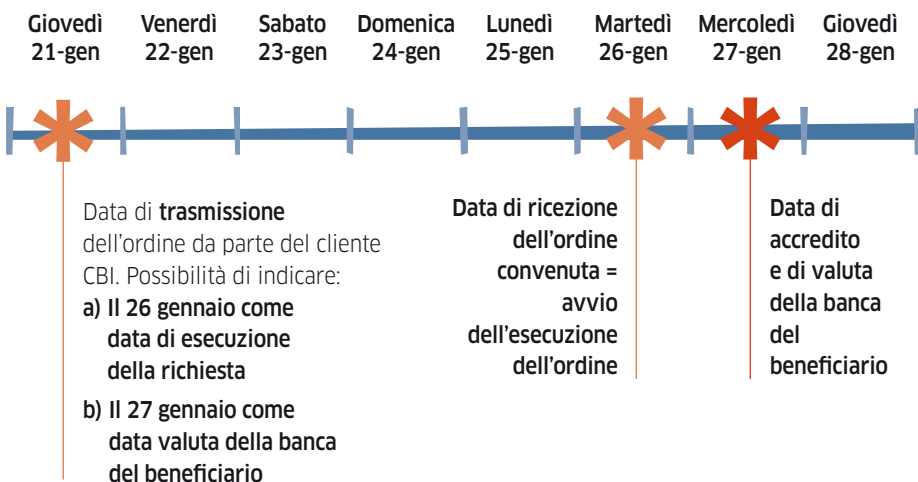 Giovedì Venerdì Sabato Domenica Lunedì Martedì Mercoledì Giovedì
21-gen 22-gen 23-gen 24-gen 25-gen 26-gen 27-gen 28-gen
Data di trasmissione
dell'ordine da parte del cliente
CBI. Possibilità di indicare:
a) Il 26 gennaio come
data di esecuzione
della richiesta
b) Il 27 gennaio come
data valuta della banca
del beneficiario
Data di ricezione
dell'ordine
convenuta =
avvio
dell'esecuzione
dell'ordine
Data di
accredito
e di valuta
della banca
del
beneficiario